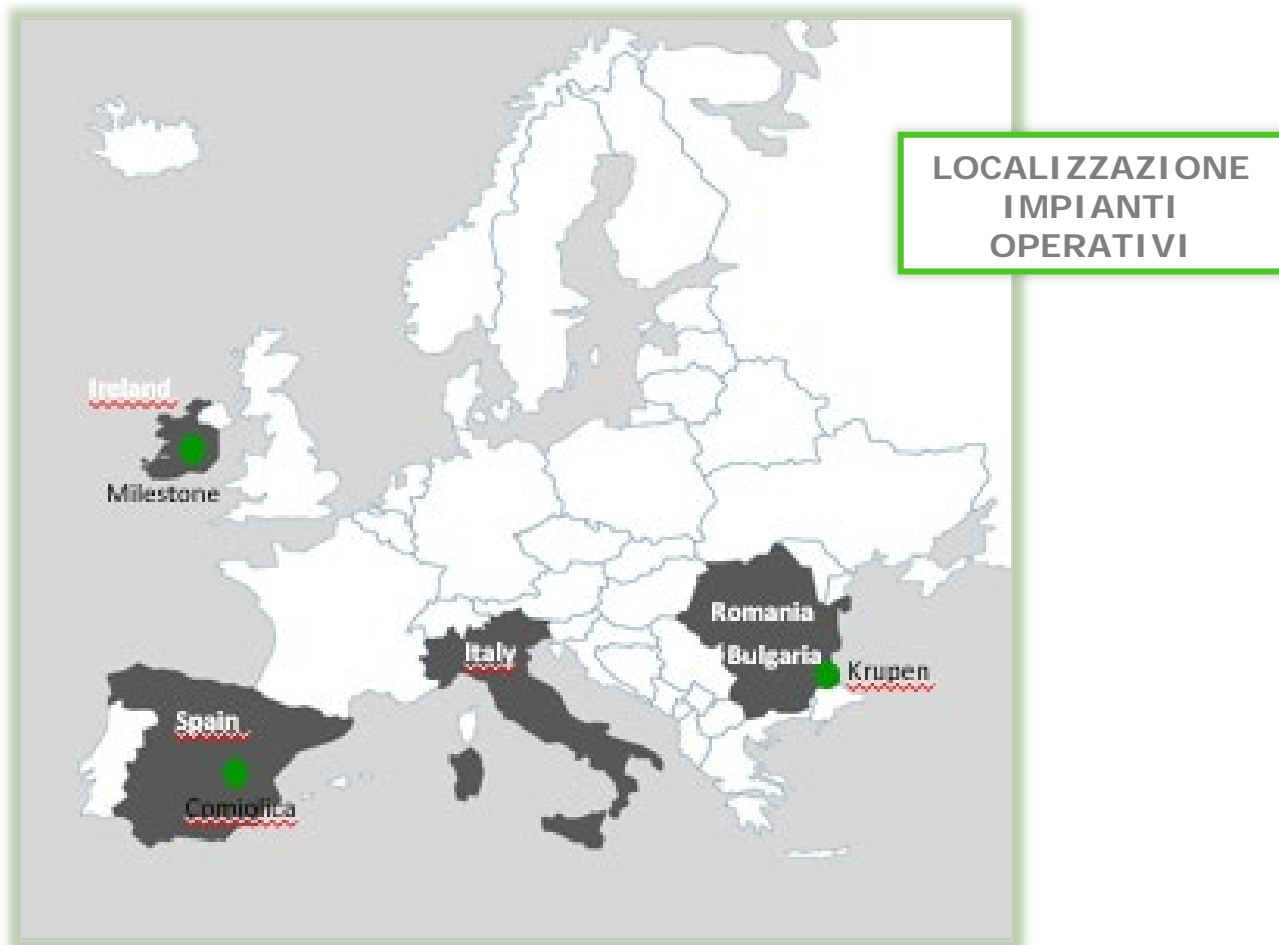 LOCALIZZAZIONE
IMPIANTI
OPERATIVI
Ireland
Milestone
Romania
Italy
Bulgaria
Krupen
Spain
Comiolica